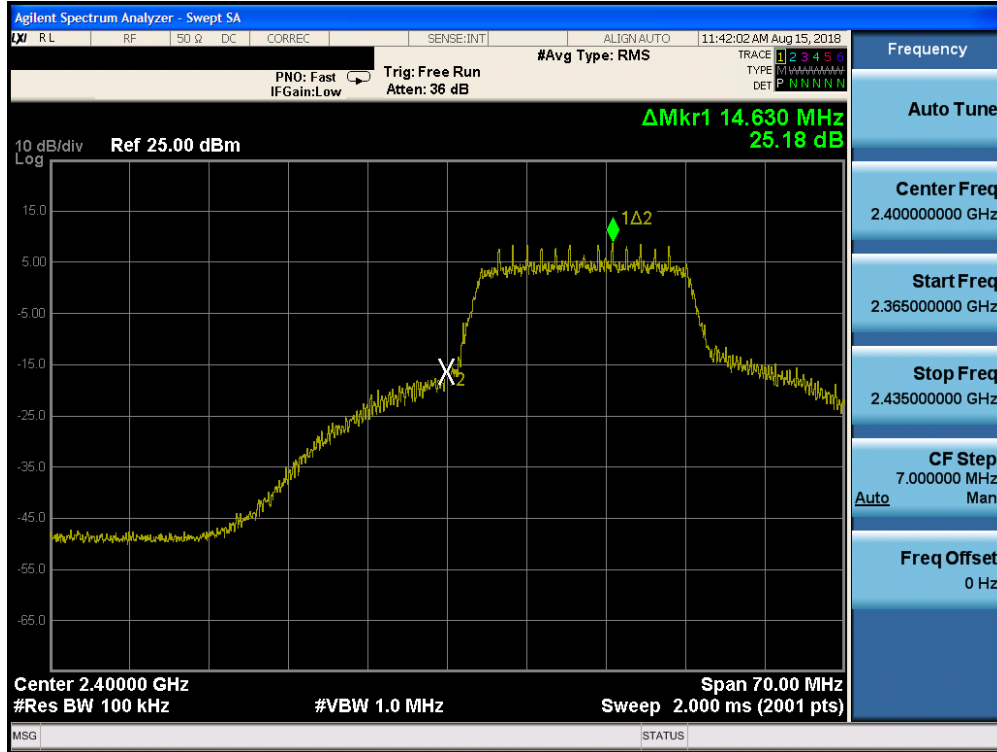 Agilent Spectrum Analyzer - Swept SA
LXI RL RF 50 Ω DC CORREC SENSE:INT ALIGN AUTO 11:42:02 AM Aug 15, 2018
#Avg Type: RMS
TRACE 1 2 3 4 5 6
PNO: Fast Trig: Free Run
TYPE M WWWWW
IFGain:Low Atten: 36 dB
DET P N N N N N
ΔMkr1 14.630 MHz
25.18 dB
10 dB/div Ref 25.00 dBm
Log
15.0
1Δ2
5.00
-5.00
-15.0
2
-25.0
-35.0
-45.0
-55.0
-65.0
Center 2.40000 GHz Span 70.00 MHz
#Res BW 100 kHz #VBW 1.0 MHz Sweep 2.000 ms (2001 pts)
MSG STATUS
Frequency
Auto Tune
Center Freq
2.400000000 GHz
Start Freq
2.365000000 GHz
Stop Freq
2.435000000 GHz
CF Step
7.000000 MHz
Auto Man
Freq Offset
0 Hz